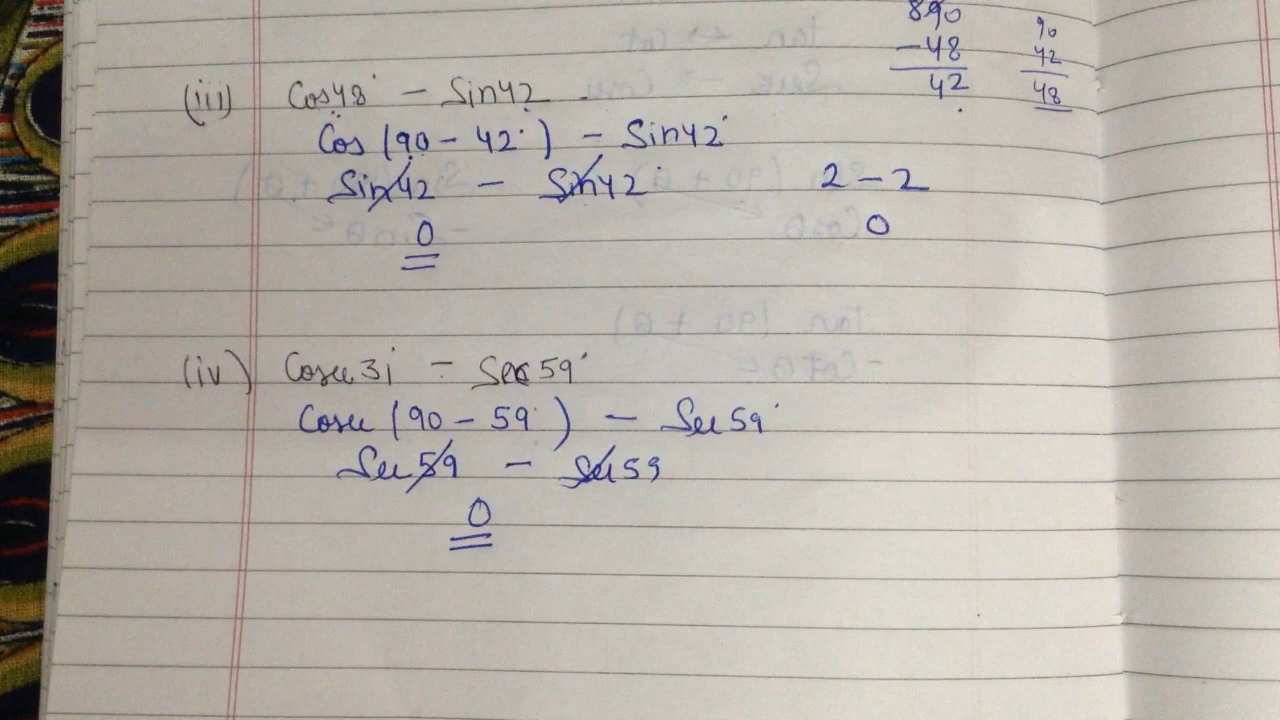 890
-48
42
90
42
48
(iii) Cos48° - Sin42
Cos (90 - 42°) - Sin42°
Sin42 - Sin42 2 - 2
0 0
(iv) Cosec31 - Sec59°
Cosec (90 - 59°) - Sec59°
Sec59 - Sec59
0